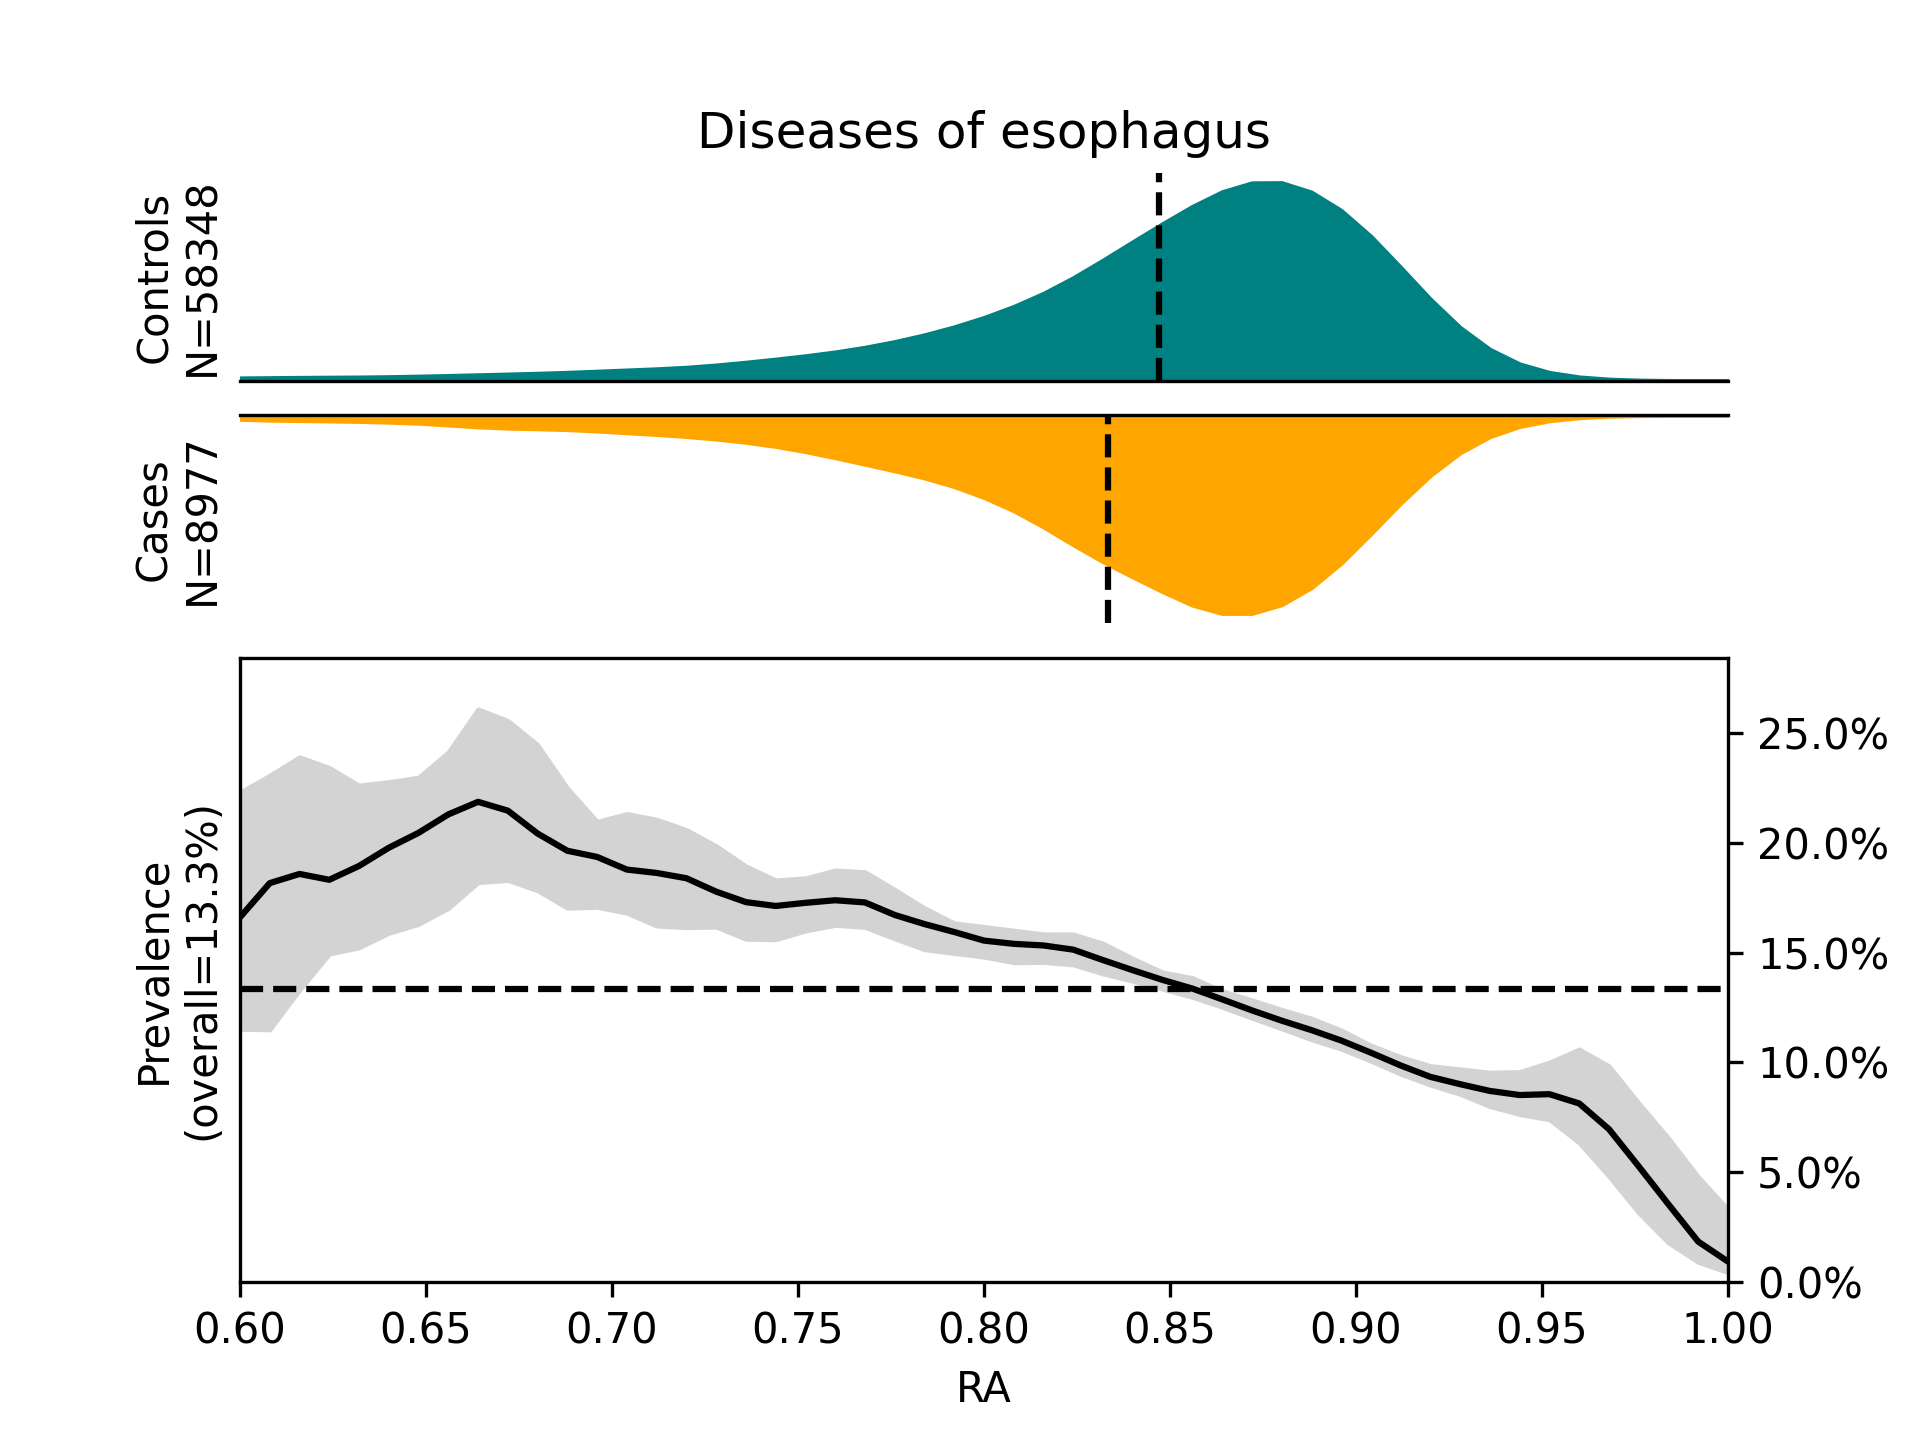 Diseases of esophagus
Controls
N=58348
Cases
N=8977
Prevalence
(overall=13.3%)
25.0%
20.0%
15.0%
10.0%
5.0%
0.0%
0.60 0.65 0.70 0.75 0.80 0.85 0.90 0.95 1.00
RA